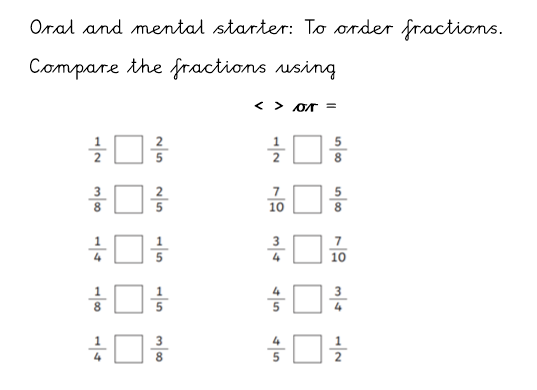 Oral and mental starter: To order fractions.
Compare the fractions using
< > or =
1/2 □ 2/5 1/2 □ 5/8
3/8 □ 2/5 7/10 □ 5/8
1/4 □ 1/5 3/4 □ 7/10
1/8 □ 1/5 4/5 □ 3/4
1/4 □ 3/8 4/5 □ 1/2